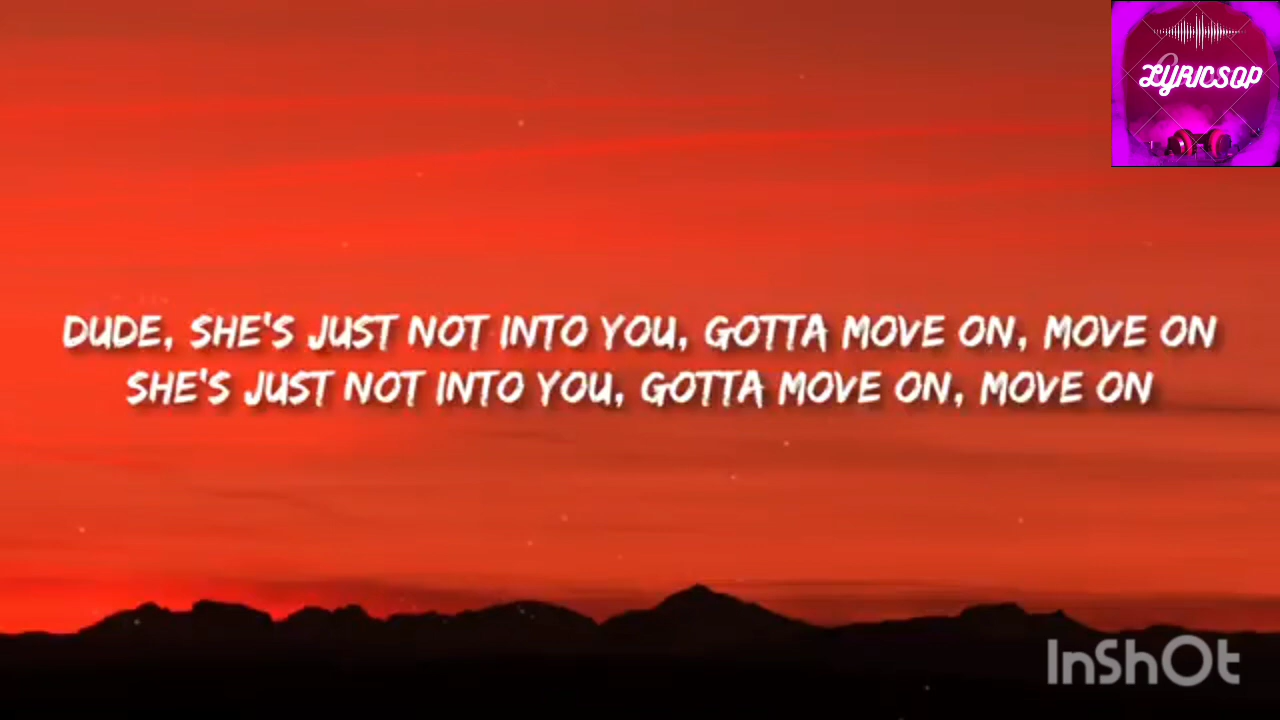 LYRICSOP
DUDE, SHE'S JUST NOT INTO YOU, GOTTA MOVE ON, MOVE ON
SHE'S JUST NOT INTO YOU, GOTTA MOVE ON, MOVE ON
InShOt